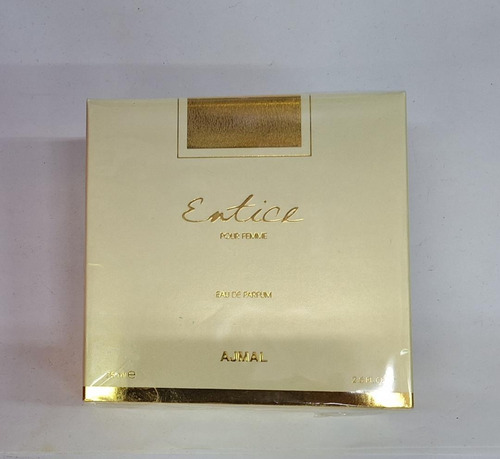 Entice
POUR FEMME
EAU DE PARFUM
AJMAL